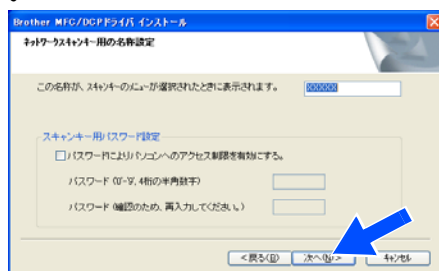 Brother MFC/DCPドライバ インストール
ネットワークスキャンキー用の名称設定
この名称が、スキャンキーのメニューが選択されたときに表示されます。
XXXXXX
スキャンキー用パスワード設定
パスワードによりパソコンへのアクセス制限を有効にする。
パスワード ('0'-'9', 4桁の半角数字)
パスワード (確認のため、再入力してください。)
< 戻る(B)
次へ(N) >
キャンセル